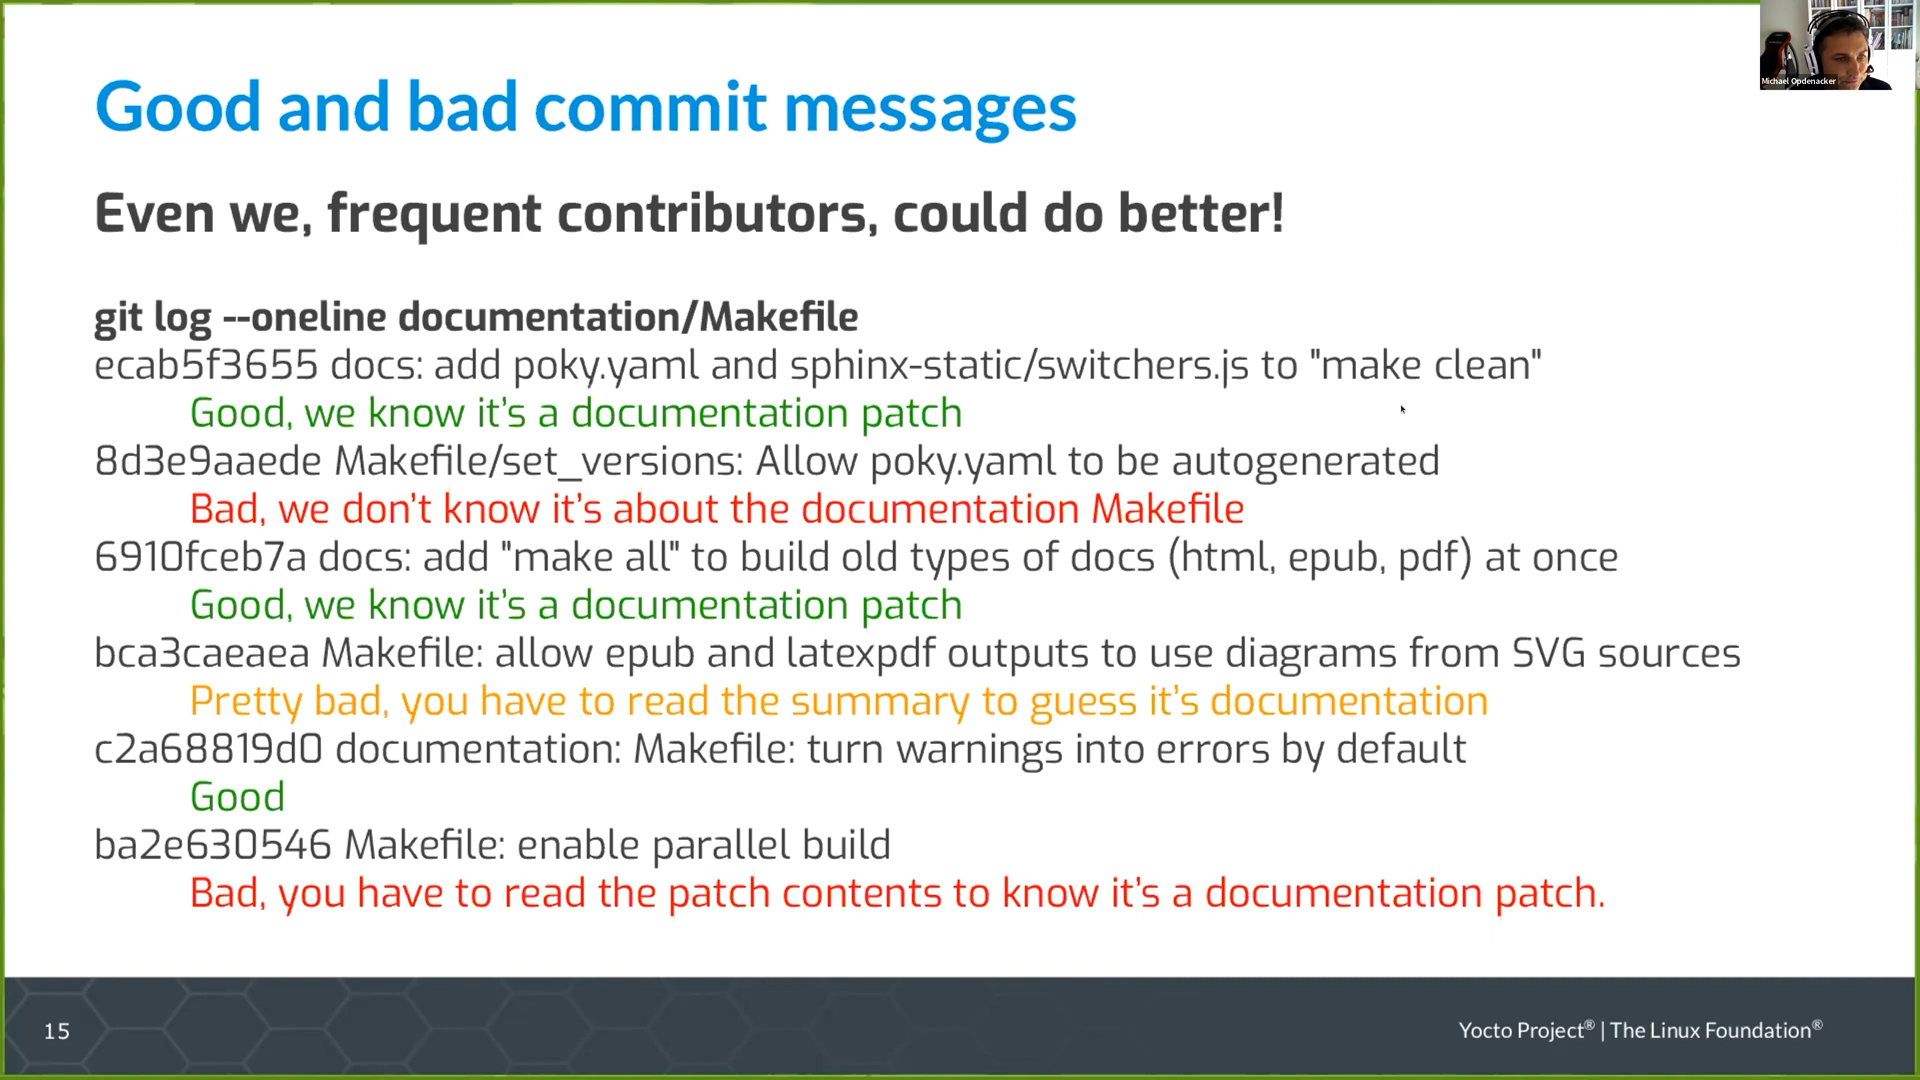 Michael Opdenacker
Good and bad commit messages
Even we, frequent contributors, could do better!
git log --oneline documentation/Makefile
ecab5f3655 docs: add poky.yaml and sphinx-static/switchers.js to "make clean"
Good, we know it's a documentation patch
8d3e9aaede Makefile/set_versions: Allow poky.yaml to be autogenerated
Bad, we don't know it's about the documentation Makefile
6910fceb7a docs: add "make all" to build old types of docs (html, epub, pdf) at once
Good, we know it's a documentation patch
bca3caeaea Makefile: allow epub and latexpdf outputs to use diagrams from SVG sources
Pretty bad, you have to read the summary to guess it's documentation
c2a68819d0 documentation: Makefile: turn warnings into errors by default
Good
ba2e630546 Makefile: enable parallel build
Bad, you have to read the patch contents to know it's a documentation patch.
15
Yocto Project® | The Linux Foundation®